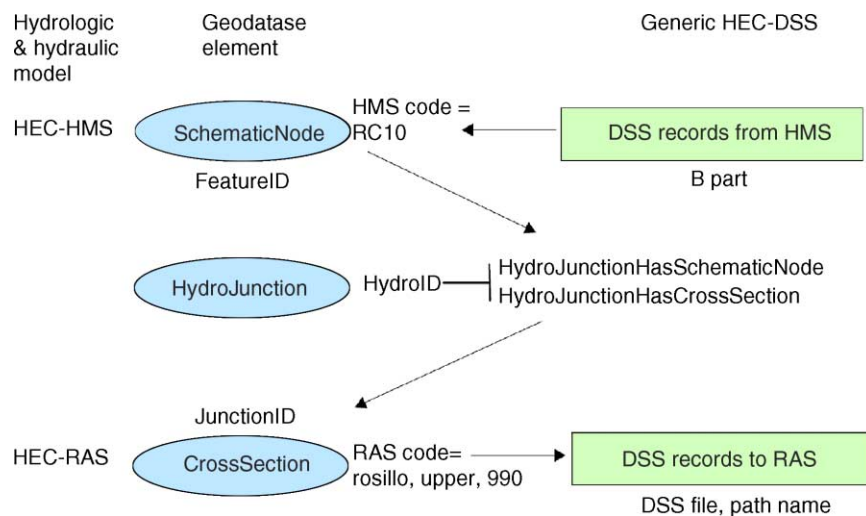 Hydrologic
& hydraulic
model
Geodatase
element
Generic HEC-DSS
HEC-HMS
SchematicNode
HMS code =
RC10
DSS records from HMS
FeatureID
B part
HydroJunction
HydroID
HydroJunctionHasSchematicNode
HydroJunctionHasCrossSection
JunctionID
HEC-RAS
CrossSection
RAS code=
rosillo, upper, 990
DSS records to RAS
DSS file, path name